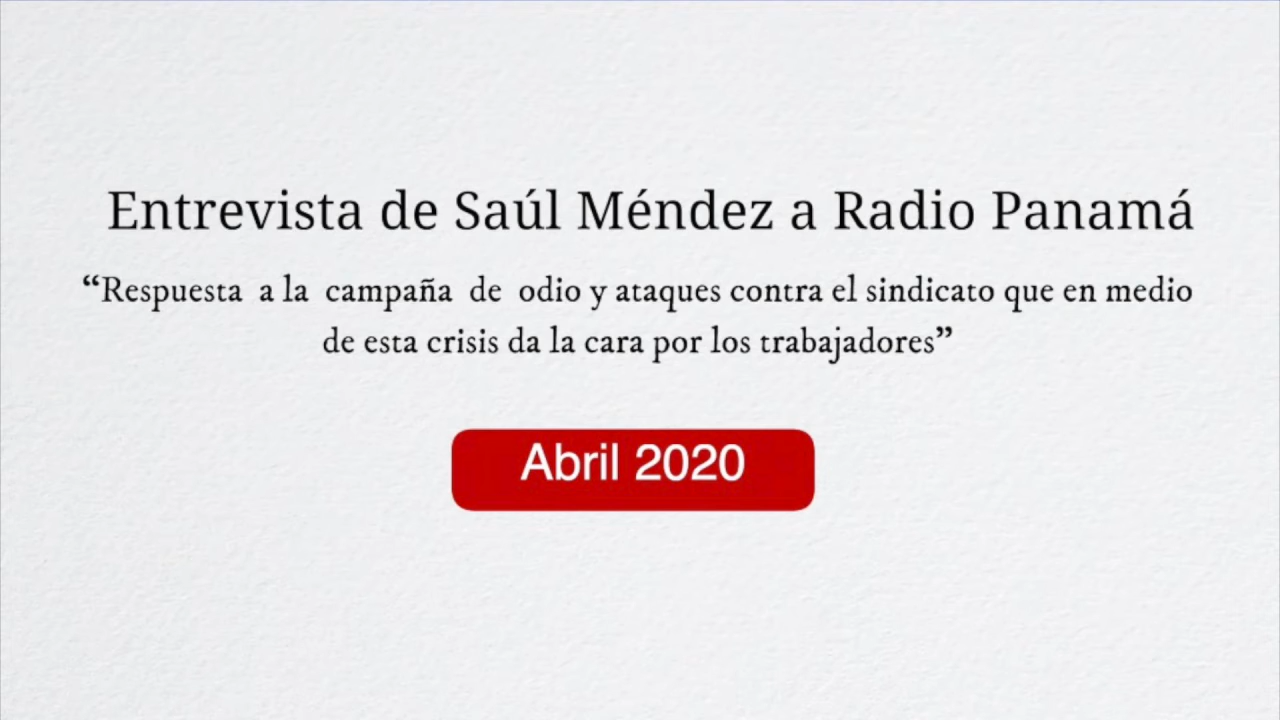 Entrevista de Saúl Méndez a Radio Panamá
“Respuesta a la campaña de odio y ataques contra el sindicato que en medio
de esta crisis da la cara por los trabajadores”
Abril 2020